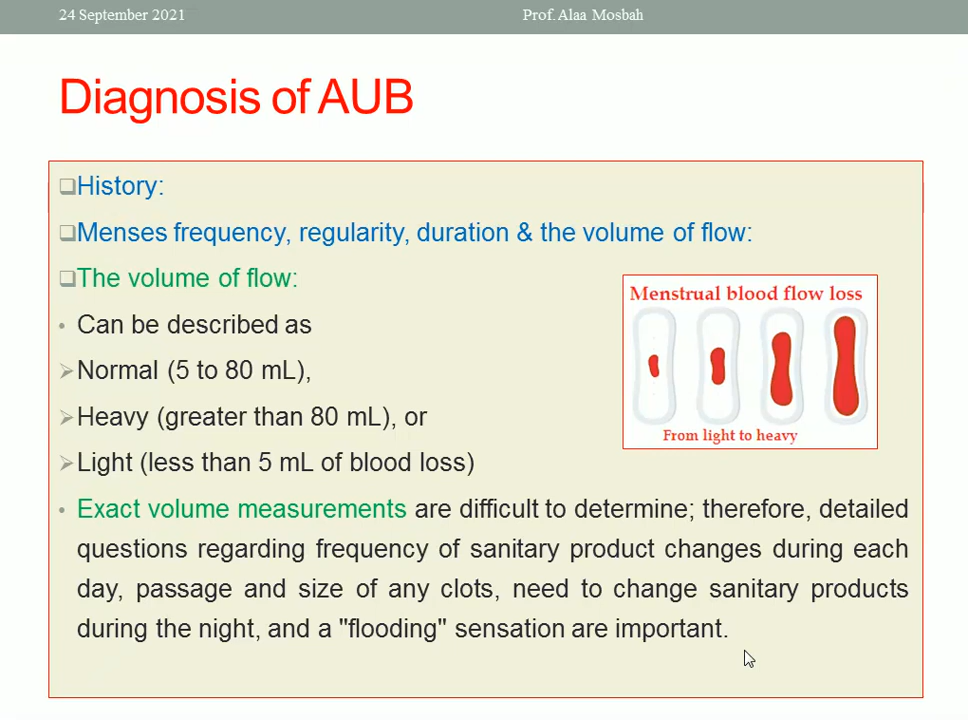 24 September 2021
Prof. Alaa Mosbah
Diagnosis of AUB
History:
Menses frequency, regularity, duration & the volume of flow:
The volume of flow:
• Can be described as
Normal (5 to 80 mL),
Heavy (greater than 80 mL), or
Light (less than 5 mL of blood loss)
Menstrual blood flow loss
From light to heavy
• Exact volume measurements are difficult to determine; therefore, detailed
questions regarding frequency of sanitary product changes during each
day, passage and size of any clots, need to change sanitary products
during the night, and a "flooding" sensation are important.